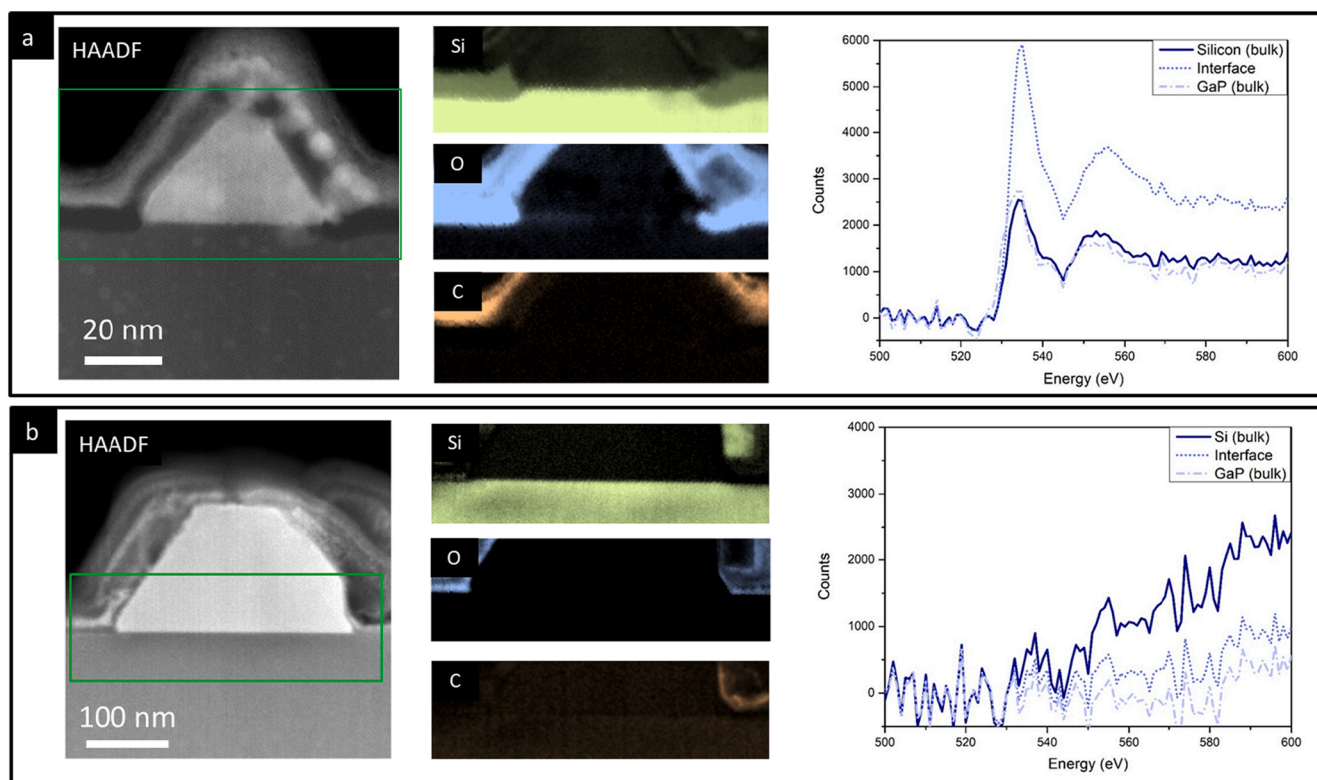 a
HAADF
20 nm
Si
O
C
6000
5000
4000
3000
2000
1000
0
Counts
500 520 540 560 580 600
Energy (eV)
Silicon (bulk)
Interface
GaP (bulk)
b
HAADF
100 nm
Si
O
C
4000
3000
2000
1000
0
Counts
500 520 540 560 580 600
Energy (eV)
Si (bulk)
Interface
GaP (bulk)